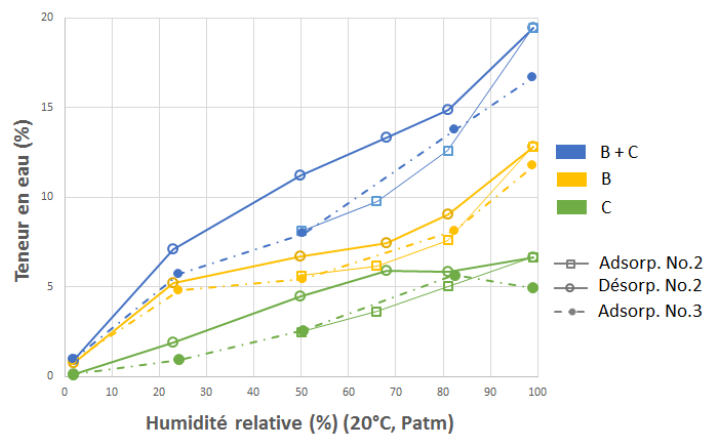 20
15
10
5
0
Teneur en eau (%)
0 10 20 30 40 50 60 70 80 90 100
Humidité relative (%) (20°C, Patm)
B + C
B
C
Adsorp. No.2
Désorp. No.2
Adsorp. No.3